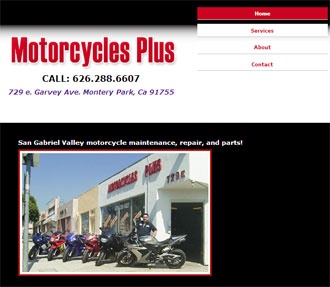 Home
Services
About
Contact
Motorcycles Plus
CALL: 626.288.6607
729 e. Garvey Ave. Montery Park, Ca 91755
San Gabriel Valley motorcycle maintenance, repair, and parts!
MOTORCYCLES PLUS